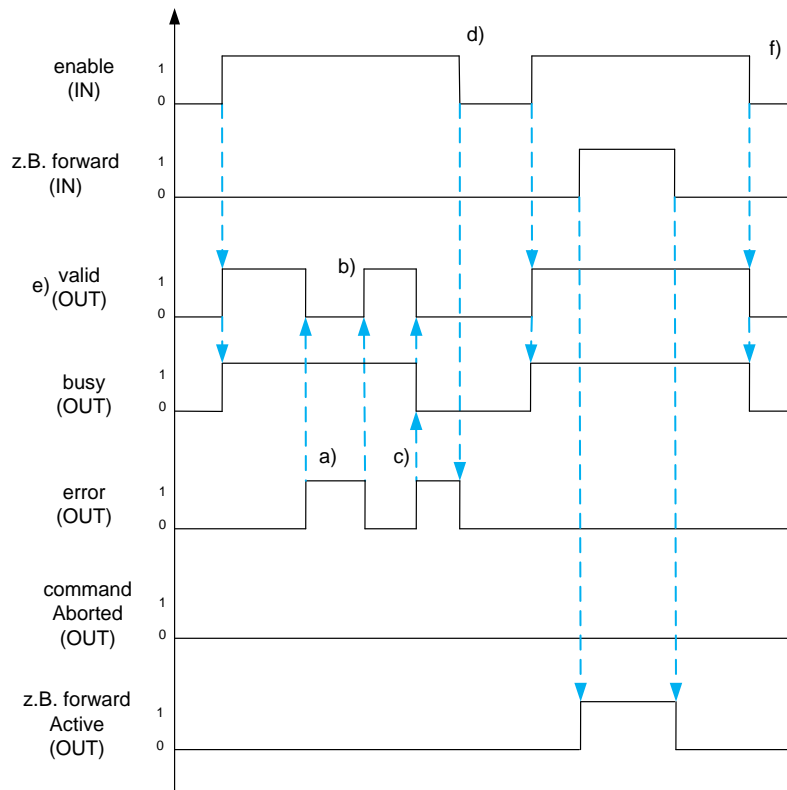 d)
f)
enable
(IN)
1
0
z.B. forward
(IN)
1
0
e)
valid
(OUT)
1
0
b)
busy
(OUT)
1
0
a)
c)
error
(OUT)
1
0
command
Aborted
(OUT)
1
0
z.B. forward
Active
(OUT)
1
0